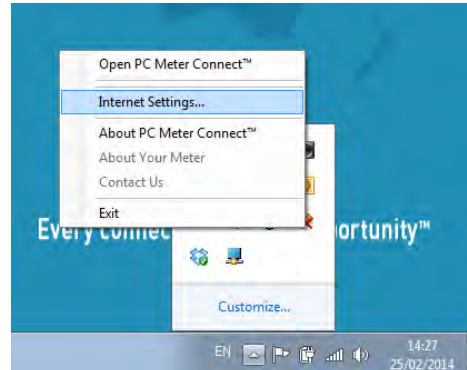 Open PC Meter Connect™
Internet Settings...
About PC Meter Connect™
About Your Meter
Contact Us
Exit
Every connec ortunity™
Customize...
EN 14:27
25/02/2014